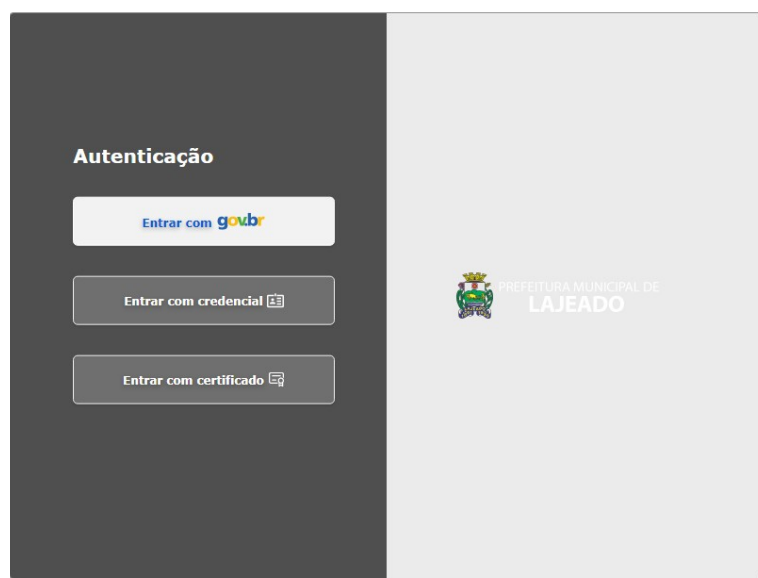 Autenticação
Entrar com gov.br
Entrar com credencial
Entrar com certificado
PREFEITURA MUNICIPAL DE
LAJEADO